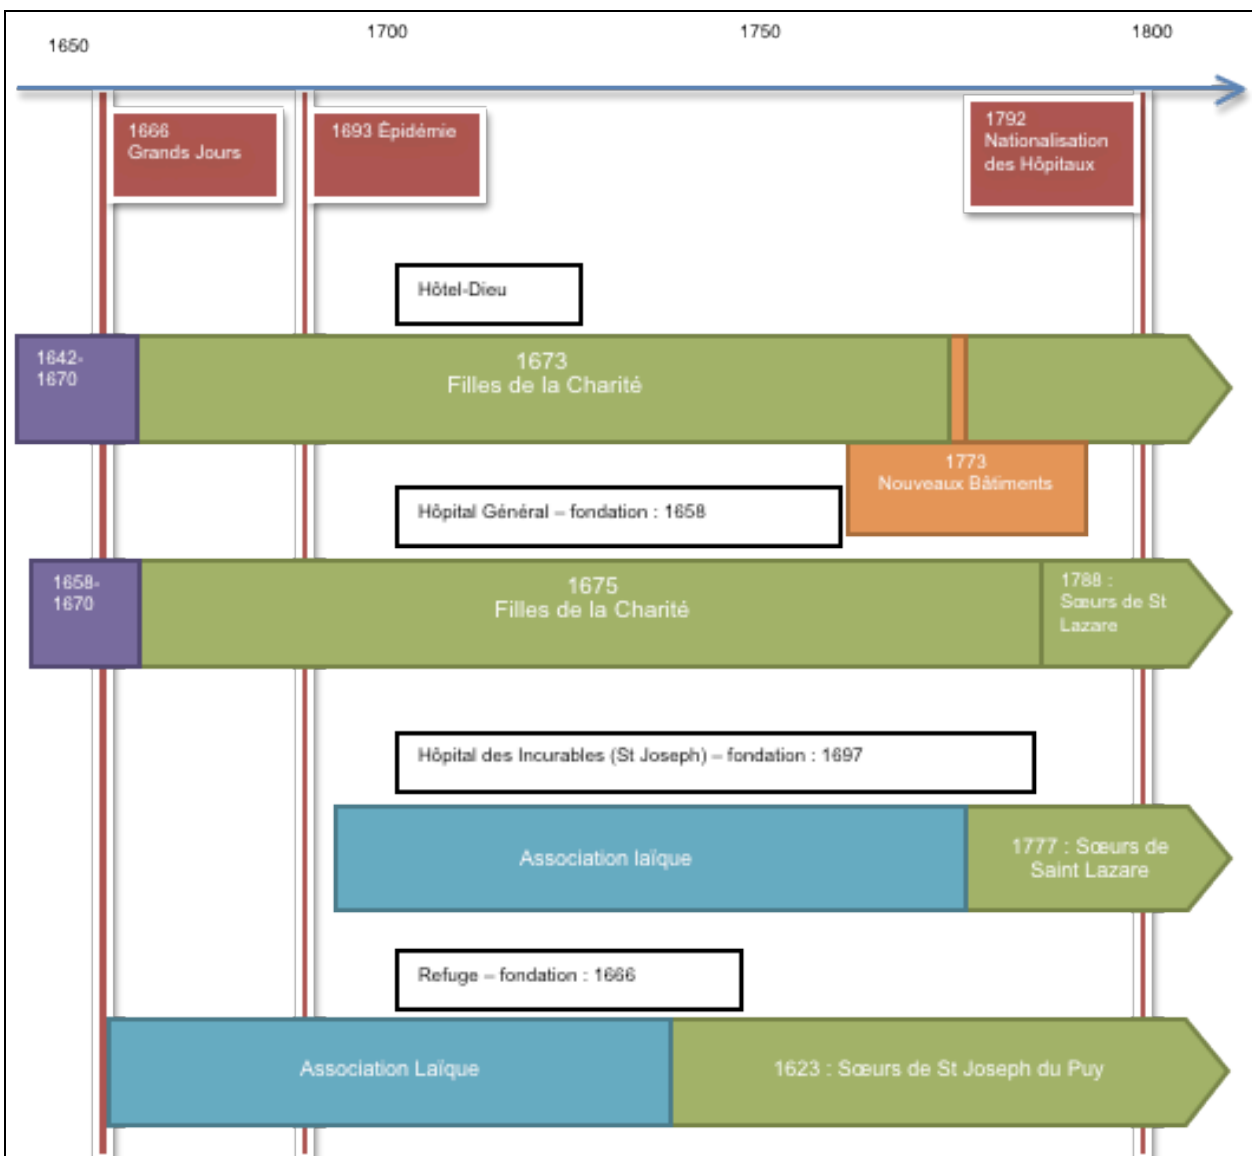 1650
1700
1750
1800
1666
Grands Jours
1693 Épidémie
1792
Nationalisation
des Hôpitaux
Hôtel-Dieu
1642-
1670
1673
Filles de la Charité
1773
Nouveaux Bâtiments
Hôpital Général – fondation : 1658
1658-
1670
1675
Filles de la Charité
1788 :
Sœurs de St
Lazare
Hôpital des Incurables (St Joseph) – fondation : 1697
Association laïque
1777 : Sœurs de
Saint Lazare
Refuge – fondation : 1666
Association Laïque
1623 : Sœurs de St Joseph du Puy